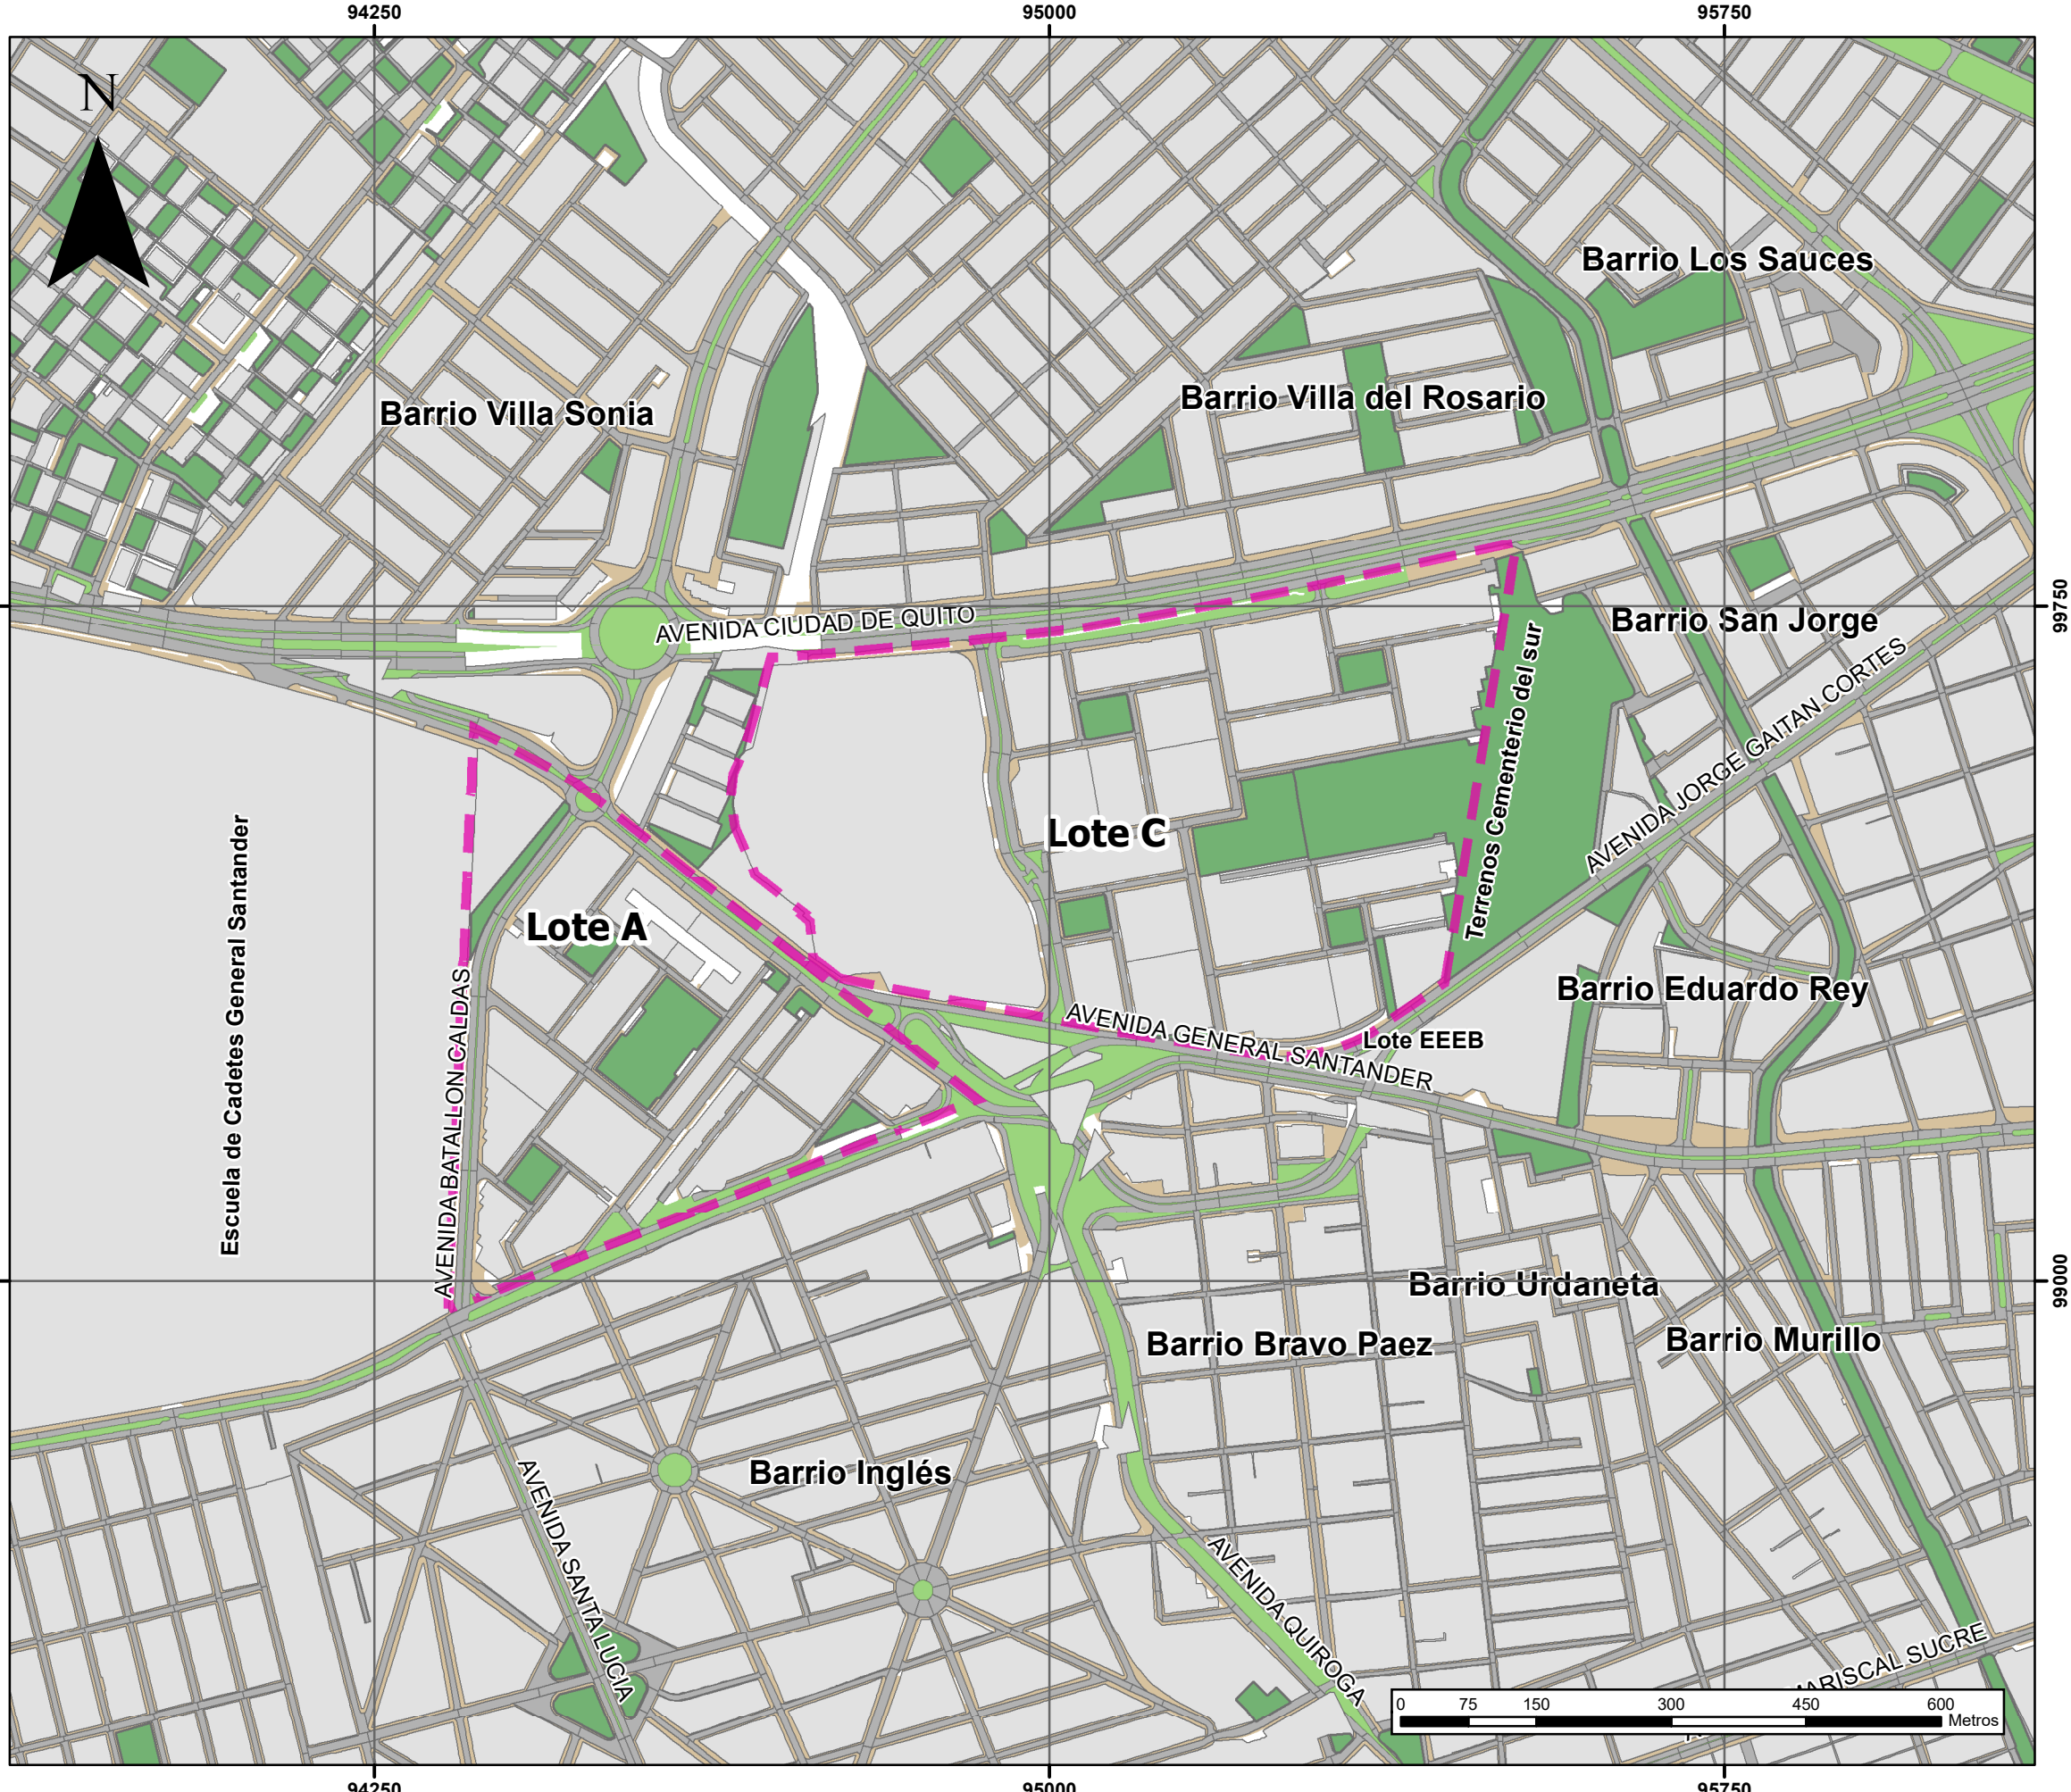 94250
95000
95750
N
Barrio Los Sauces
Barrio Villa del Rosario
Barrio Villa Sonia
99750
AVENIDA CIUDAD DE QUITO
Barrio San Jorge
Terrenos Cementerio del sur
AVENIDA JORGE GAITAN CORTES
Lote C
Escuela de Cadetes General Santander
Lote A
AVENIDA BATALLON CALDAS
Barrio Eduardo Rey
AVENIDA GENERAL SANTANDER
Lote EEEB
99000
Barrio Urdaneta
Barrio Bravo Paez
Barrio Murillo
Barrio Inglés
AVENIDA SANTA LUCIA
AVENIDA QUIROGA
MARISCAL SUCRE
0 75 150 300 450 600
Metros
94250
95000
95750